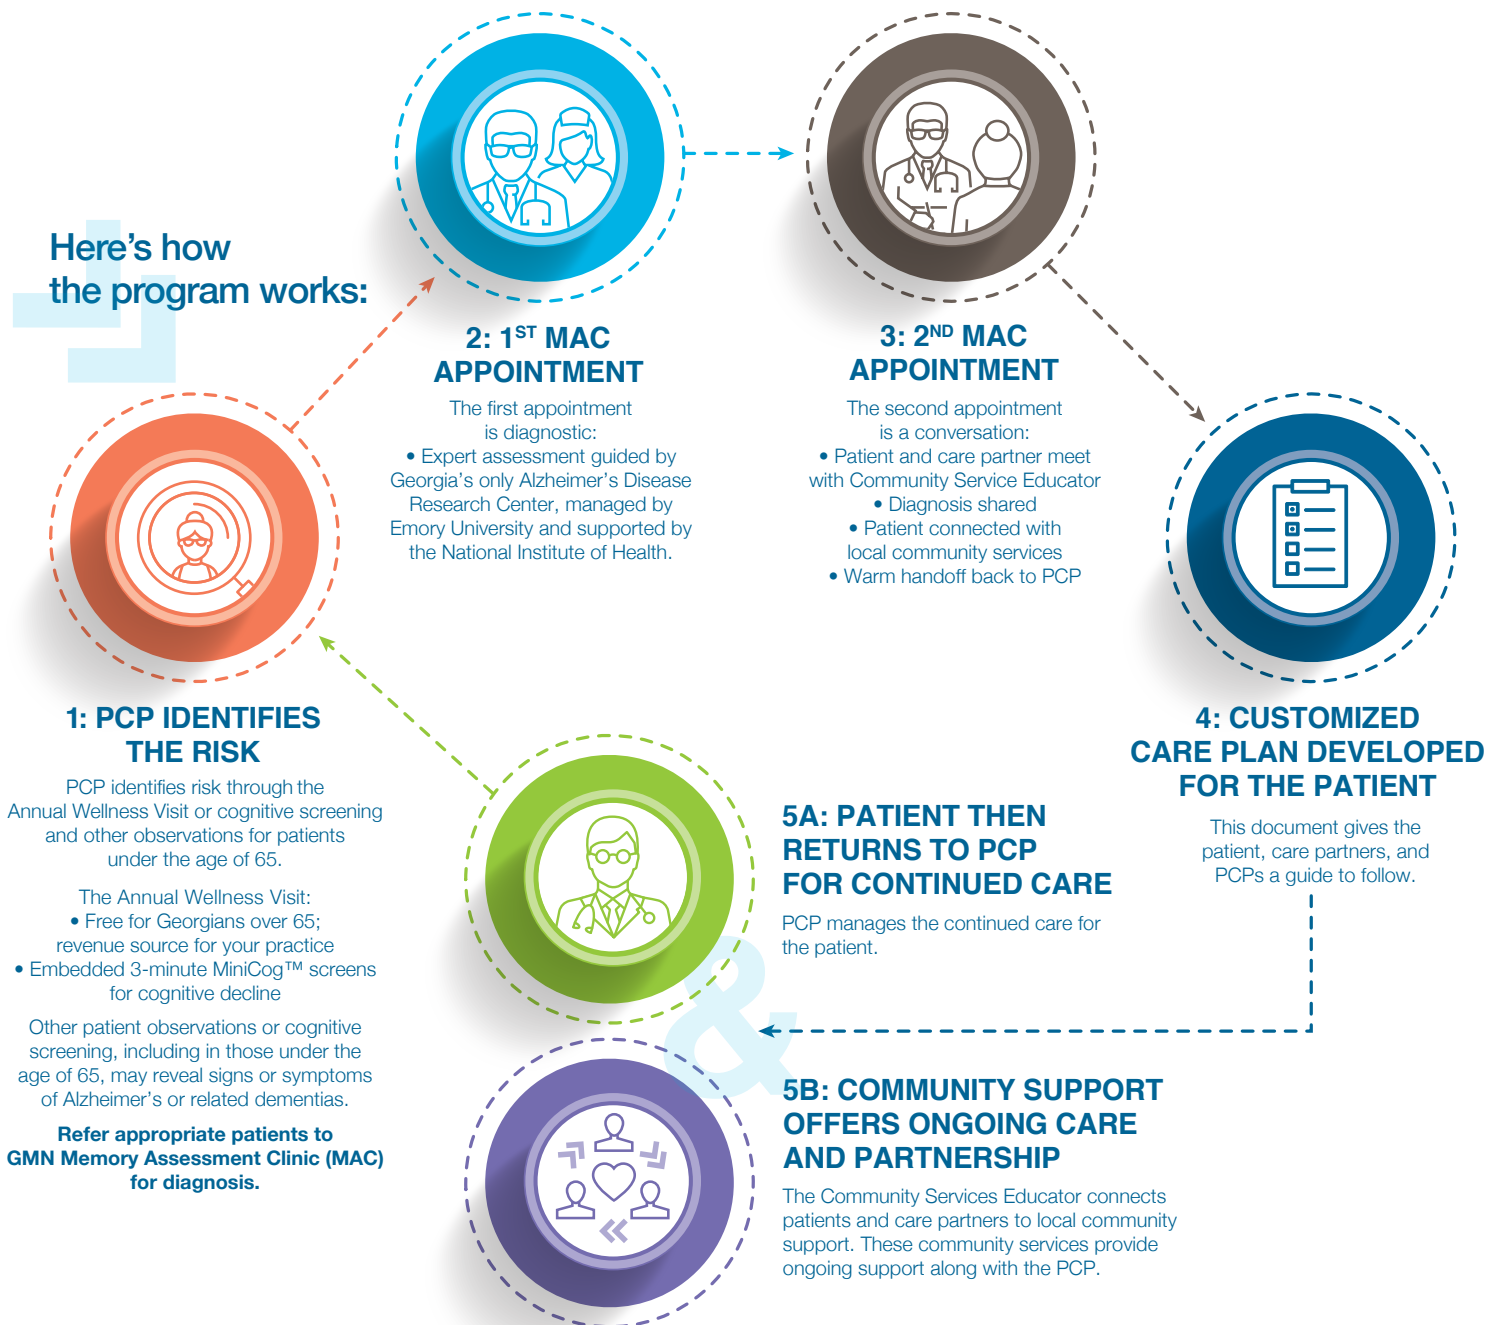 Here's how
the program works:
1: PCP IDENTIFIES
THE RISK
PCP identifies risk through the
Annual Wellness Visit or cognitive screening
and other observations for patients
under the age of 65.
The Annual Wellness Visit:
• Free for Georgians over 65;
revenue source for your practice
• Embedded 3-minute MiniCog™ screens
for cognitive decline
Other patient observations or cognitive
screening, including in those under the
age of 65, may reveal signs or symptoms
of Alzheimer's or related dementias.
Refer appropriate patients to
GMN Memory Assessment Clinic (MAC)
for diagnosis.
2: 1ST MAC
APPOINTMENT
The first appointment
is diagnostic:
• Expert assessment guided by
Georgia's only Alzheimer's Disease
Research Center, managed by
Emory University and supported by
the National Institute of Health.
3: 2ND MAC
APPOINTMENT
The second appointment
is a conversation:
• Patient and care partner meet
with Community Service Educator
• Diagnosis shared
• Patient connected with
local community services
• Warm handoff back to PCP
4: CUSTOMIZED
CARE PLAN DEVELOPED
FOR THE PATIENT
This document gives the
patient, care partners, and
PCPs a guide to follow.
5A: PATIENT THEN
RETURNS TO PCP
FOR CONTINUED CARE
PCP manages the continued care for
the patient.
&
5B: COMMUNITY SUPPORT
OFFERS ONGOING CARE
AND PARTNERSHIP
The Community Services Educator connects
patients and care partners to local community
support. These community services provide
ongoing support along with the PCP.